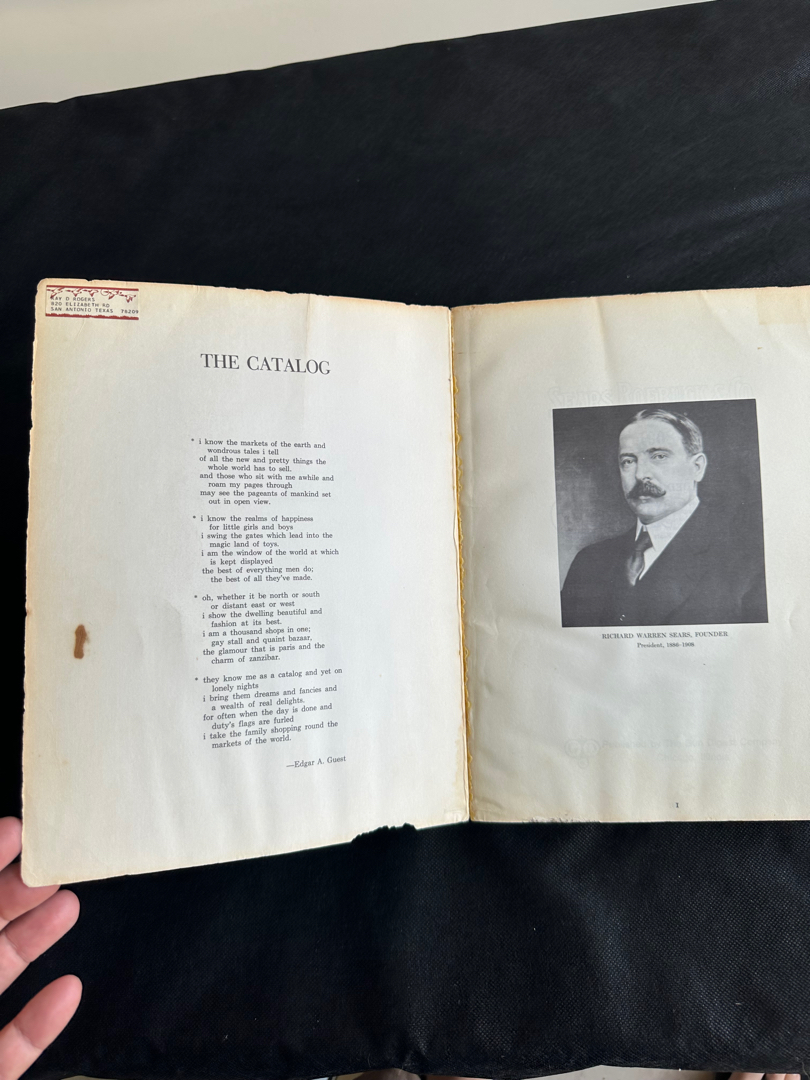 KAY D ROGERS
820 ELIZABETH RD
SAN ANTONIO TEXAS 78209
THE CATALOG
* i know the markets of the earth and
wondrous tales i tell
of all the new and pretty things the
whole world has to sell.
and those who sit with me awhile and
roam my pages through
may see the pageants of mankind set
out in open view.
* i know the realms of happiness
for little girls and boys
i swing the gates which lead into the
magic land of toys.
i am the window of the world at which
is kept displayed
the best of everything men do;
the best of all they've made.
* oh, whether it be north or south
or distant east or west
i show the dwelling beautiful and
fashion at its best.
i am a thousand shops in one;
gay stall and quaint bazaar,
the glamour that is paris and the
charm of zanzibar.
* they know me as a catalog and yet on
lonely nights
i bring them dreams and fancies and
a wealth of real delights.
for often when the day is done and
duty's flags are furled
i take the family shopping round the
markets of the world.
—Edgar A. Guest
RICHARD WARREN SEARS, FOUNDER
President, 1886-1908
I